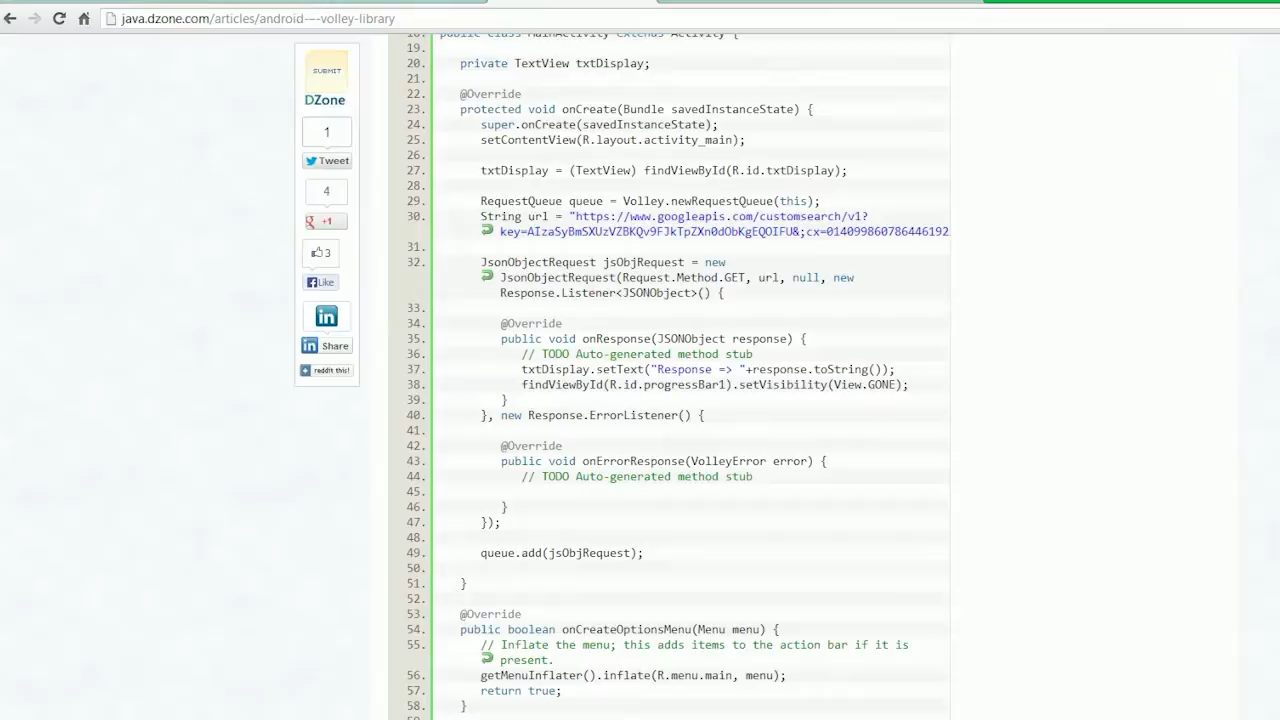 java.dzone.com/articles/android-–-volley-library
SUBMIT
DZone
1
Tweet
4
+1
3
Like
in
in Share
reddit this!
18. public class MainActivity extends Activity {
19.
20. private TextView txtDisplay;
21.
22. @Override
23. protected void onCreate(Bundle savedInstanceState) {
24. super.onCreate(savedInstanceState);
25. setContentView(R.layout.activity_main);
26.
27. txtDisplay = (TextView) findViewById(R.id.txtDisplay);
28.
29. RequestQueue queue = Volley.newRequestQueue(this);
30. String url = "https://www.googleapis.com/customsearch/v1?
key=AIzaSyBmSXUzVZBKQv9FJkTpZXn0dObKgEQOIFU&;cx=014099860786446192
31.
32. JsonObjectRequest jsObjRequest = new
JsonObjectRequest(Request.Method.GET, url, null, new
Response.Listener<JSONObject>() {
33.
34. @Override
35. public void onResponse(JSONObject response) {
36. // TODO Auto-generated method stub
37. txtDisplay.setText("Response => "+response.toString());
38. findViewById(R.id.progressBar1).setVisibility(View.GONE);
39. }
40. }, new Response.ErrorListener() {
41.
42. @Override
43. public void onErrorResponse(VolleyError error) {
44. // TODO Auto-generated method stub
45.
46. }
47. });
48.
49. queue.add(jsObjRequest);
50.
51. }
52.
53. @Override
54. public boolean onCreateOptionsMenu(Menu menu) {
55. // Inflate the menu; this adds items to the action bar if it is
present.
56. getMenuInflater().inflate(R.menu.main, menu);
57. return true;
58. }